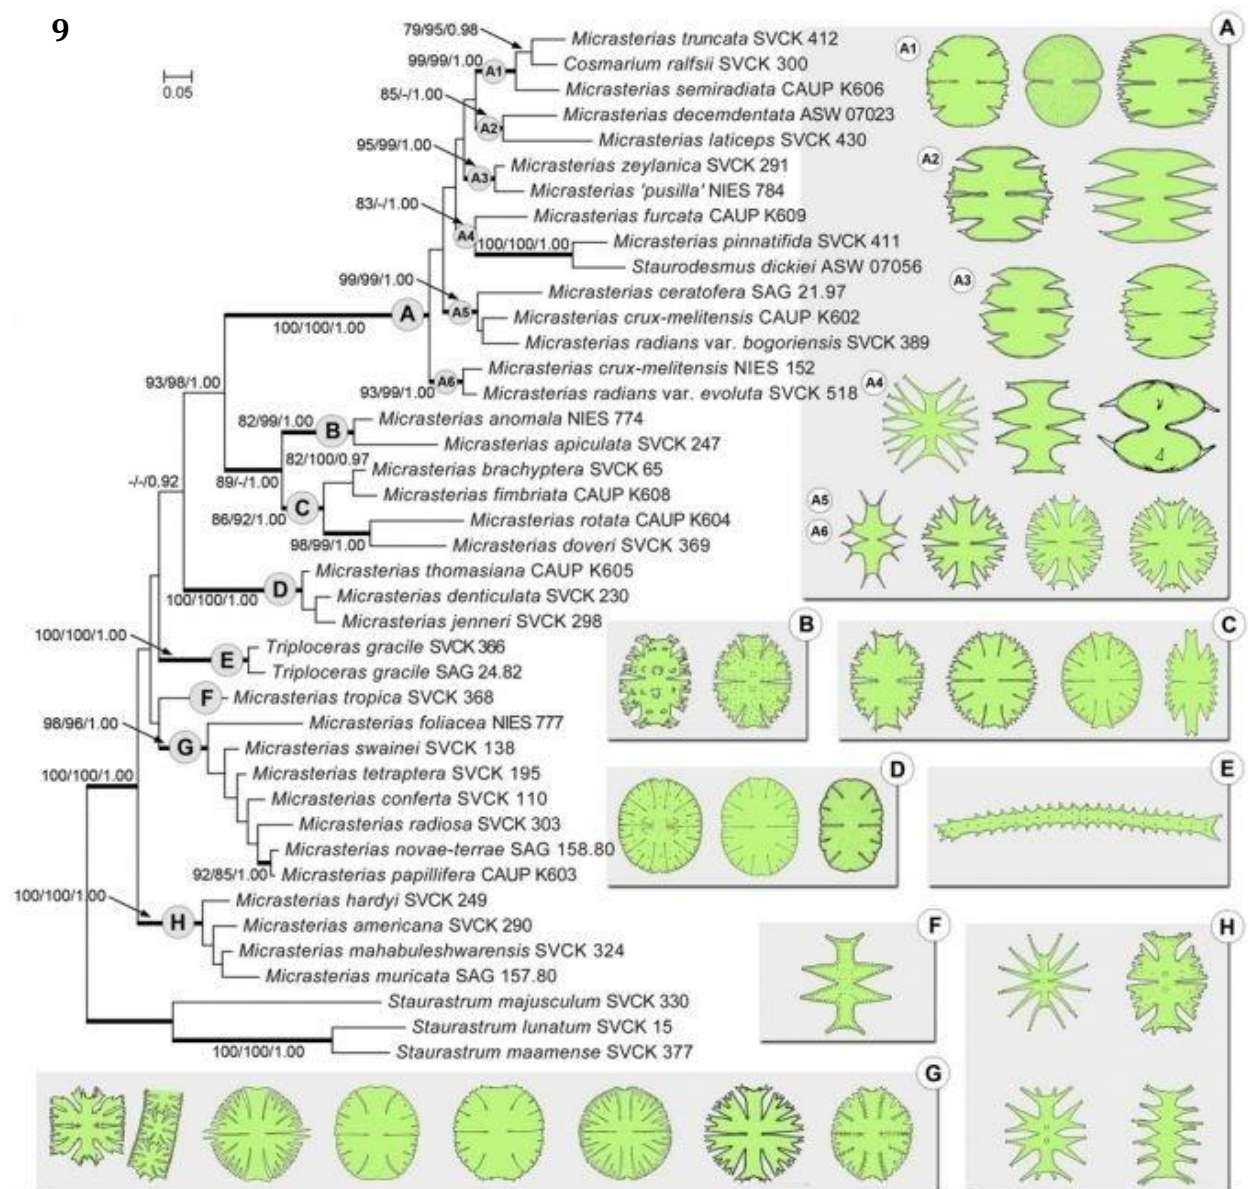 9
0.05
79/95/0.98
Micrasterias truncata SVCK 412
Cosmarium ralfsii SVCK 300
99/99/1.00
A1
Micrasterias semiradiata CAUP K606
85/-/1.00
A2
Micrasterias decemdentata ASW 07023
Micrasterias laticeps SVCK 430
95/99/1.00
A3
Micrasterias zeylanica SVCK 291
Micrasterias 'pusilla' NIES 784
83/-/1.00
A4
Micrasterias furcata CAUP K609
100/100/1.00
Micrasterias pinnatifida SVCK 411
Staurodesmus dickiei ASW 07056
99/99/1.00
A5
Micrasterias ceratofera SAG 21.97
A
100/100/1.00
Micrasterias crux-melitensis CAUP K602
Micrasterias radians var. bogoriensis SVCK 389
93/99/1.00
A6
Micrasterias crux-melitensis NIES 152
Micrasterias radians var. evoluta SVCK 518
93/98/1.00
82/99/1.00
B
Micrasterias anomala NIES 774
Micrasterias apiculata SVCK 247
82/100/0.97
89/-/1.00
Micrasterias brachyptera SVCK 65
Micrasterias fimbriata CAUP K608
-/-/0.92
86/92/1.00
C
Micrasterias rotata CAUP K604
98/99/1.00
Micrasterias doveri SVCK 369
Micrasterias thomasiana CAUP K605
100/100/1.00
D
Micrasterias denticulata SVCK 230
Micrasterias jenneri SVCK 298
100/100/1.00
E
Triploceras gracile SVCK 366
Triploceras gracile SAG 24.82
F
Micrasterias tropica SVCK 368
98/96/1.00
G
Micrasterias foliacea NIES 777
Micrasterias swainei SVCK 138
100/100/1.00
Micrasterias tetraptera SVCK 195
Micrasterias conferta SVCK 110
Micrasterias radiosa SVCK 303
Micrasterias novae-terrae SAG 158.80
92/85/1.00
Micrasterias papillifera CAUP K603
100/100/1.00
H
Micrasterias hardyi SVCK 249
Micrasterias americana SVCK 290
Micrasterias mahabuleshwarensis SVCK 324
Micrasterias muricata SAG 157.80
Staurastrum majusculum SVCK 330
Staurastrum lunatum SVCK 15
100/100/1.00
Staurastrum maamense SVCK 377
A
A1
A2
A3
A4
A5
A6
B
C
D
E
F
H
G